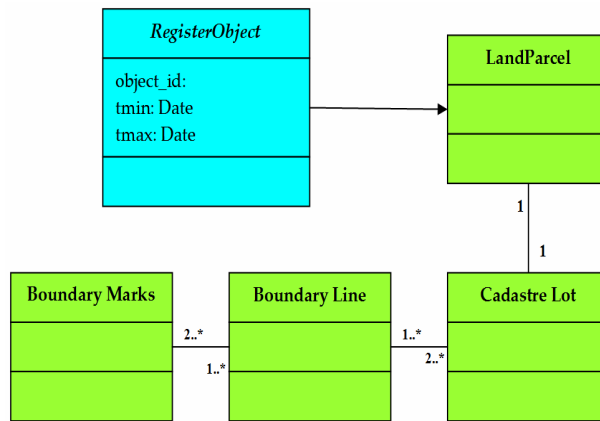 RegisterObject
object_id:
tmin: Date
tmax: Date
LandParcel
1
1
Boundary Marks
2..*
1..*
Boundary Line
1..*
2..*
Cadastre Lot